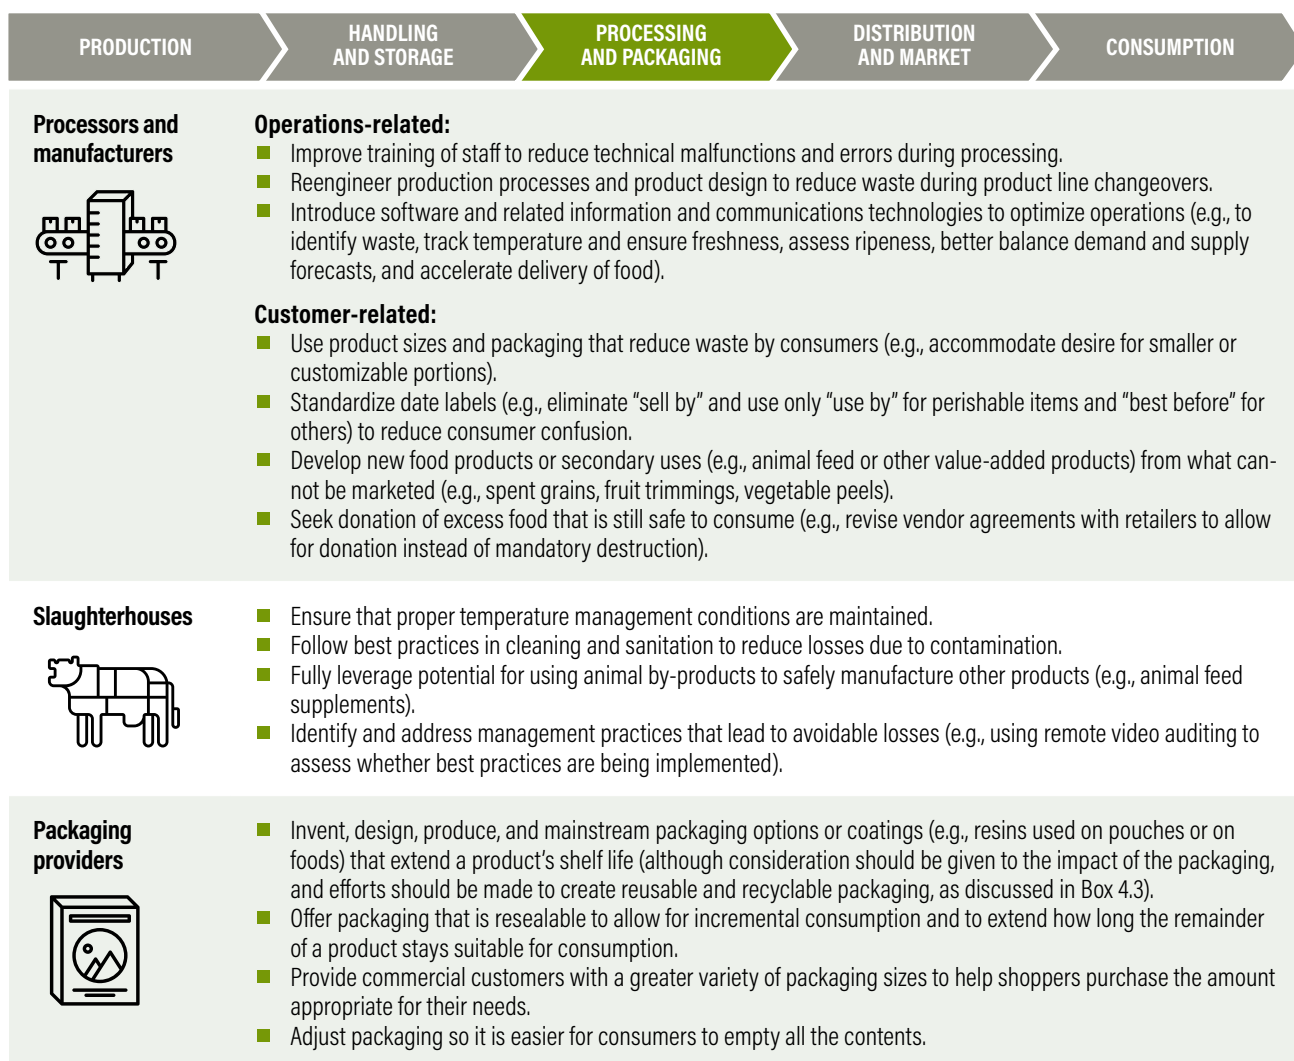 PRODUCTION
HANDLING
AND STORAGE
PROCESSING
AND PACKAGING
DISTRIBUTION
AND MARKET
CONSUMPTION
Processors and
manufacturers
Operations-related:
Improve training of staff to reduce technical malfunctions and errors during processing.
Reengineer production processes and product design to reduce waste during product line changeovers.
Introduce software and related information and communications technologies to optimize operations (e.g., to
identify waste, track temperature and ensure freshness, assess ripeness, better balance demand and supply
forecasts, and accelerate delivery of food).
Customer-related:
Use product sizes and packaging that reduce waste by consumers (e.g., accommodate desire for smaller or
customizable portions).
Standardize date labels (e.g., eliminate “sell by” and use only “use by” for perishable items and “best before” for
others) to reduce consumer confusion.
Develop new food products or secondary uses (e.g., animal feed or other value-added products) from what can-
not be marketed (e.g., spent grains, fruit trimmings, vegetable peels).
Seek donation of excess food that is still safe to consume (e.g., revise vendor agreements with retailers to allow
for donation instead of mandatory destruction).
Slaughterhouses
Ensure that proper temperature management conditions are maintained.
Follow best practices in cleaning and sanitation to reduce losses due to contamination.
Fully leverage potential for using animal by-products to safely manufacture other products (e.g., animal feed
supplements).
Identify and address management practices that lead to avoidable losses (e.g., using remote video auditing to
assess whether best practices are being implemented).
Packaging
providers
Invent, design, produce, and mainstream packaging options or coatings (e.g., resins used on pouches or on
foods) that extend a product’s shelf life (although consideration should be given to the impact of the packaging,
and efforts should be made to create reusable and recyclable packaging, as discussed in Box 4.3).
Offer packaging that is resealable to allow for incremental consumption and to extend how long the remainder
of a product stays suitable for consumption.
Provide commercial customers with a greater variety of packaging sizes to help shoppers purchase the amount
appropriate for their needs.
Adjust packaging so it is easier for consumers to empty all the contents.